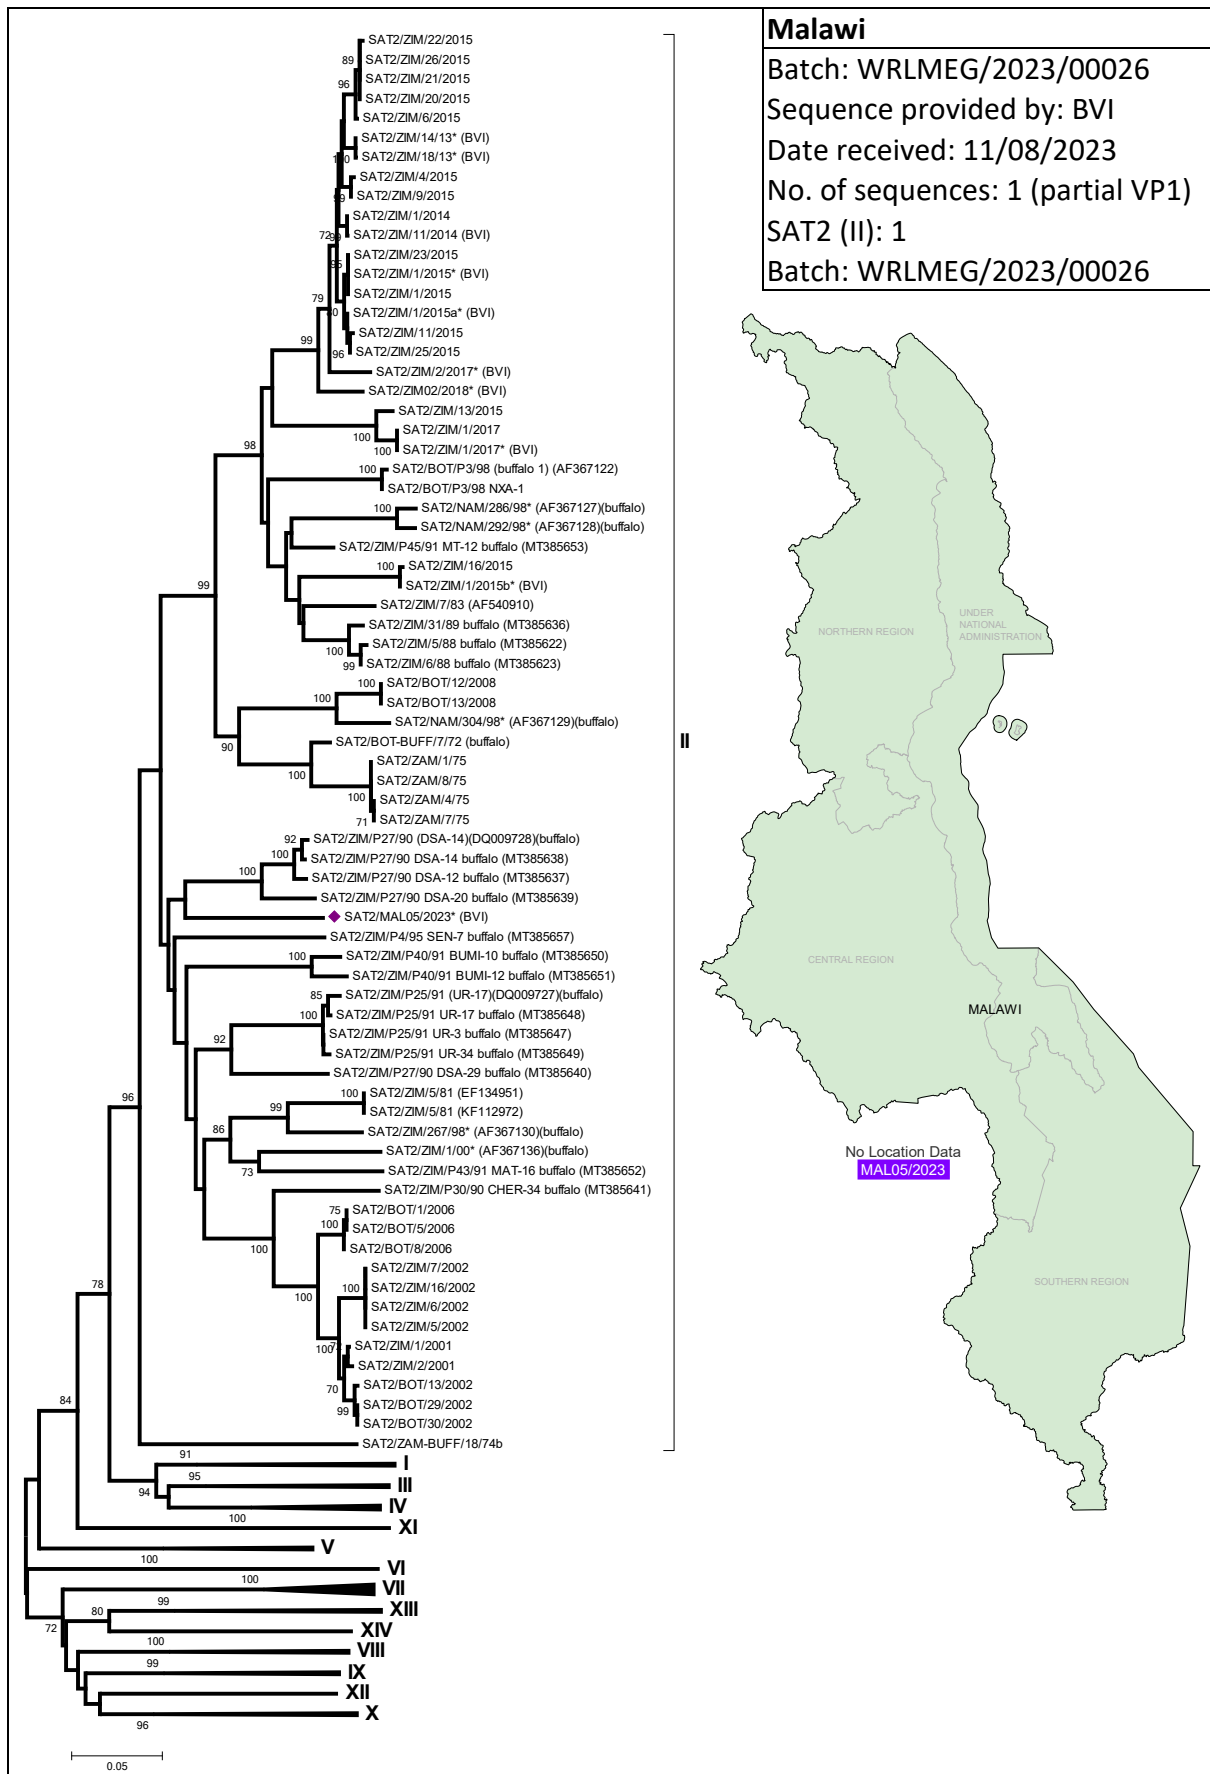 Malawi
Batch: WRLMEG/2023/00026
Sequence provided by: BVI
Date received: 11/08/2023
No. of sequences: 1 (partial VP1)
SAT2 (II): 1
Batch: WRLMEG/2023/00026
SAT2/ZIM/22/2015
89
SAT2/ZIM/26/2015
SAT2/ZIM/21/2015
96
SAT2/ZIM/20/2015
SAT2/ZIM/6/2015
SAT2/ZIM/14/13* (BVI)
SAT2/ZIM/18/13* (BVI)
SAT2/ZIM/4/2015
99
SAT2/ZIM/9/2015
SAT2/ZIM/1/2014
72
SAT2/ZIM/11/2014 (BVI)
SAT2/ZIM/23/2015
SAT2/ZIM/1/2015* (BVI)
SAT2/ZIM/1/2015
79
SAT2/ZIM/1/2015a* (BVI)
SAT2/ZIM/11/2015
99
96
SAT2/ZIM/25/2015
SAT2/ZIM/2/2017* (BVI)
SAT2/ZIM02/2018* (BVI)
SAT2/ZIM/13/2015
SAT2/ZIM/1/2017
100
98
100
SAT2/ZIM/1/2017* (BVI)
100
SAT2/BOT/P3/98 (buffalo 1) (AF367122)
SAT2/BOT/P3/98 NXA-1
SAT2/NAM/286/98* (AF367127)(buffalo)
100
SAT2/NAM/292/98* (AF367128)(buffalo)
SAT2/ZIM/P45/91 MT-12 buffalo (MT385653)
100
SAT2/ZIM/16/2015
99
SAT2/ZIM/1/2015b* (BVI)
SAT2/ZIM/7/83 (AF540910)
SAT2/ZIM/31/89 buffalo (MT385636)
SAT2/ZIM/5/88 buffalo (MT385622)
100
99
SAT2/ZIM/6/88 buffalo (MT385623)
100
SAT2/BOT/12/2008
100
SAT2/BOT/13/2008
SAT2/NAM/304/98* (AF367129)(buffalo)
90
SAT2/BOT-BUFF/7/72 (buffalo)
II
SAT2/ZAM/1/75
100
SAT2/ZAM/8/75
100
SAT2/ZAM/4/75
71
SAT2/ZAM/7/75
92
SAT2/ZIM/P27/90 (DSA-14)(DQ009728)(buffalo)
100
SAT2/ZIM/P27/90 DSA-14 buffalo (MT385638)
100
SAT2/ZIM/P27/90 DSA-12 buffalo (MT385637)
SAT2/ZIM/P27/90 DSA-20 buffalo (MT385639)
SAT2/MAL05/2023* (BVI)
SAT2/ZIM/P4/95 SEN-7 buffalo (MT385657)
100
SAT2/ZIM/P40/91 BUMI-10 buffalo (MT385650)
SAT2/ZIM/P40/91 BUMI-12 buffalo (MT385651)
85
SAT2/ZIM/P25/91 (UR-17)(DQ009727)(buffalo)
SAT2/ZIM/P25/91 UR-17 buffalo (MT385648)
100
92
SAT2/ZIM/P25/91 UR-3 buffalo (MT385647)
SAT2/ZIM/P25/91 UR-34 buffalo (MT385649)
SAT2/ZIM/P27/90 DSA-29 buffalo (MT385640)
100
SAT2/ZIM/5/81 (EF134951)
96
99
SAT2/ZIM/5/81 (KF112972)
86
SAT2/ZIM/267/98* (AF367130)(buffalo)
SAT2/ZIM/1/00* (AF367136)(buffalo)
73
SAT2/ZIM/P43/91 MAT-16 buffalo (MT385652)
SAT2/ZIM/P30/90 CHER-34 buffalo (MT385641)
75
SAT2/BOT/1/2006
100
SAT2/BOT/5/2006
100
SAT2/BOT/8/2006
SAT2/ZIM/7/2002
78
100
SAT2/ZIM/16/2002
100
SAT2/ZIM/6/2002
SAT2/ZIM/5/2002
100
SAT2/ZIM/1/2001
SAT2/ZIM/2/2001
70
SAT2/BOT/13/2002
84
99
SAT2/BOT/29/2002
SAT2/BOT/30/2002
SAT2/ZAM-BUFF/18/74b
91
I
95
III
94
IV
100
XI
V
100
VI
100
VII
99
XIII
80
72
XIV
100
VIII
99
IX
XII
X
96
0.05
NORTHERN REGION
UNDER
NATIONAL
ADMINISTRATION
CENTRAL REGION
MALAWI
No Location Data
MAL05/2023
SOUTHERN REGION